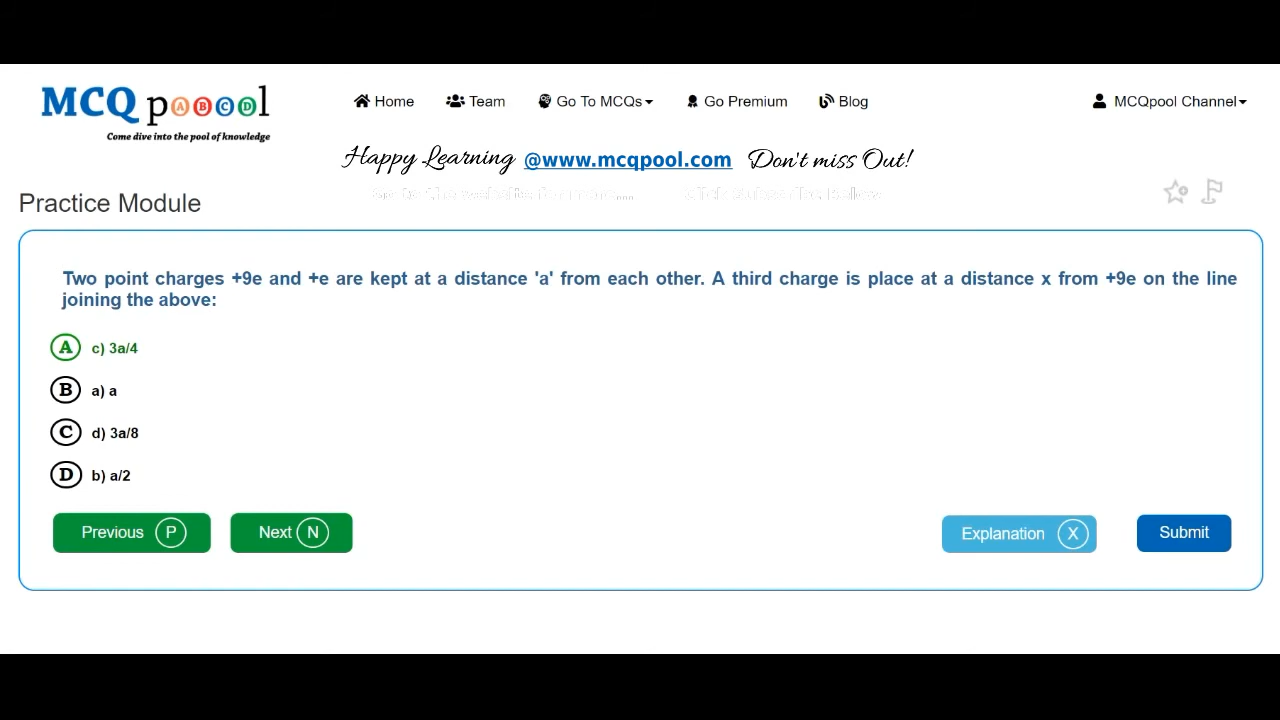 MCQ pooool
Come dive into the pool of knowledge
Home Team Go To MCQs Go Premium Blog MCQpool Channel
Happy Learning @www.mcqpool.com Don't miss Out!
Practice Module
Two point charges +9e and +e are kept at a distance 'a' from each other. A third charge is place at a distance x from +9e on the line
joining the above:
A c) 3a/4
B a) a
C d) 3a/8
D b) a/2
Previous P Next N Explanation X Submit